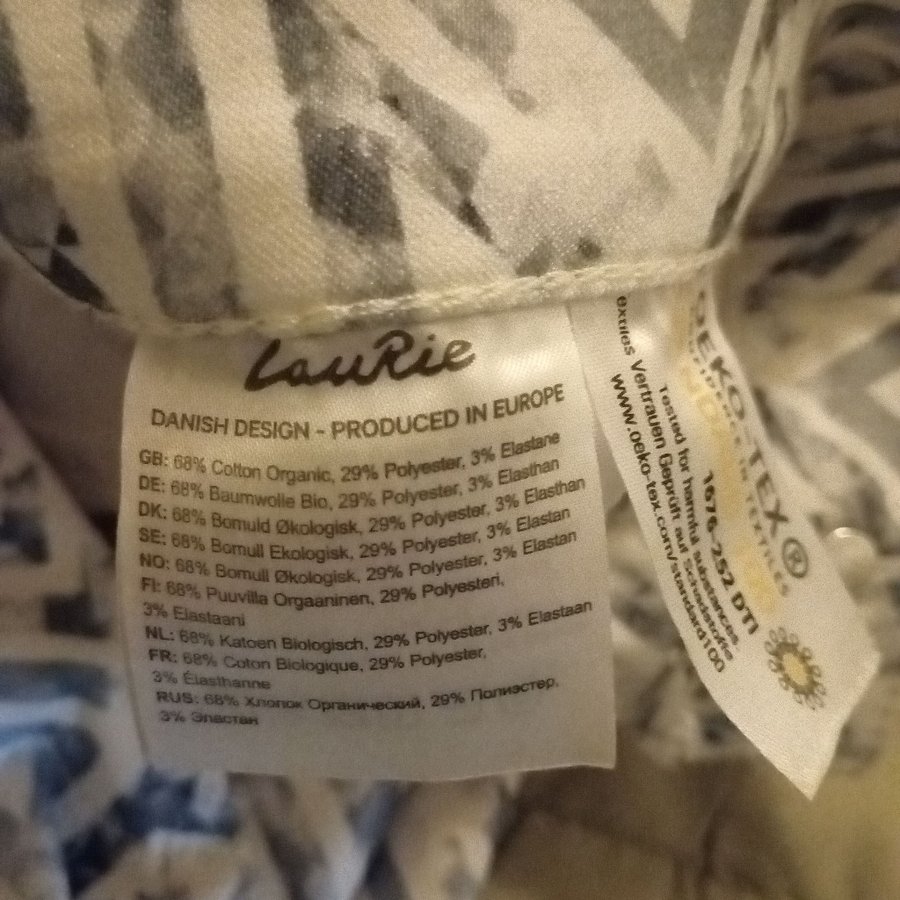 LauRie
DANISH DESIGN - PRODUCED IN EUROPE
GB: 68% Cotton Organic, 29% Polyester, 3% Elastane
DE: 68% Baumwolle Bio, 29% Polyester, 3% Elasthan
DK: 68% Bomuld Økologisk, 29% Polyester, 3% Elasthan
SE: 68% Bomull Ekologisk, 29% Polyester, 3% Elastan
NO: 68% Bomull Økologisk, 29% Polyester, 3% Elastan
FI: 68% Puuvilla Orgaaninen, 29% Polyesteri,
3% Elastaani
NL: 68% Katoen Biologisch, 29% Polyester, 3% Elastaan
FR: 68% Coton Biologique, 29% Polyester,
3% Élasthanne
RUS: 68% Хлопок Органический, 29% Полиэстер,
3% Эластан
OEKO-TEX®
1676-252 DTI
Tested for harmful substances
extiles Vertrauen Geprüft auf Schadstoffe
www.oeko-tex.com/standard100